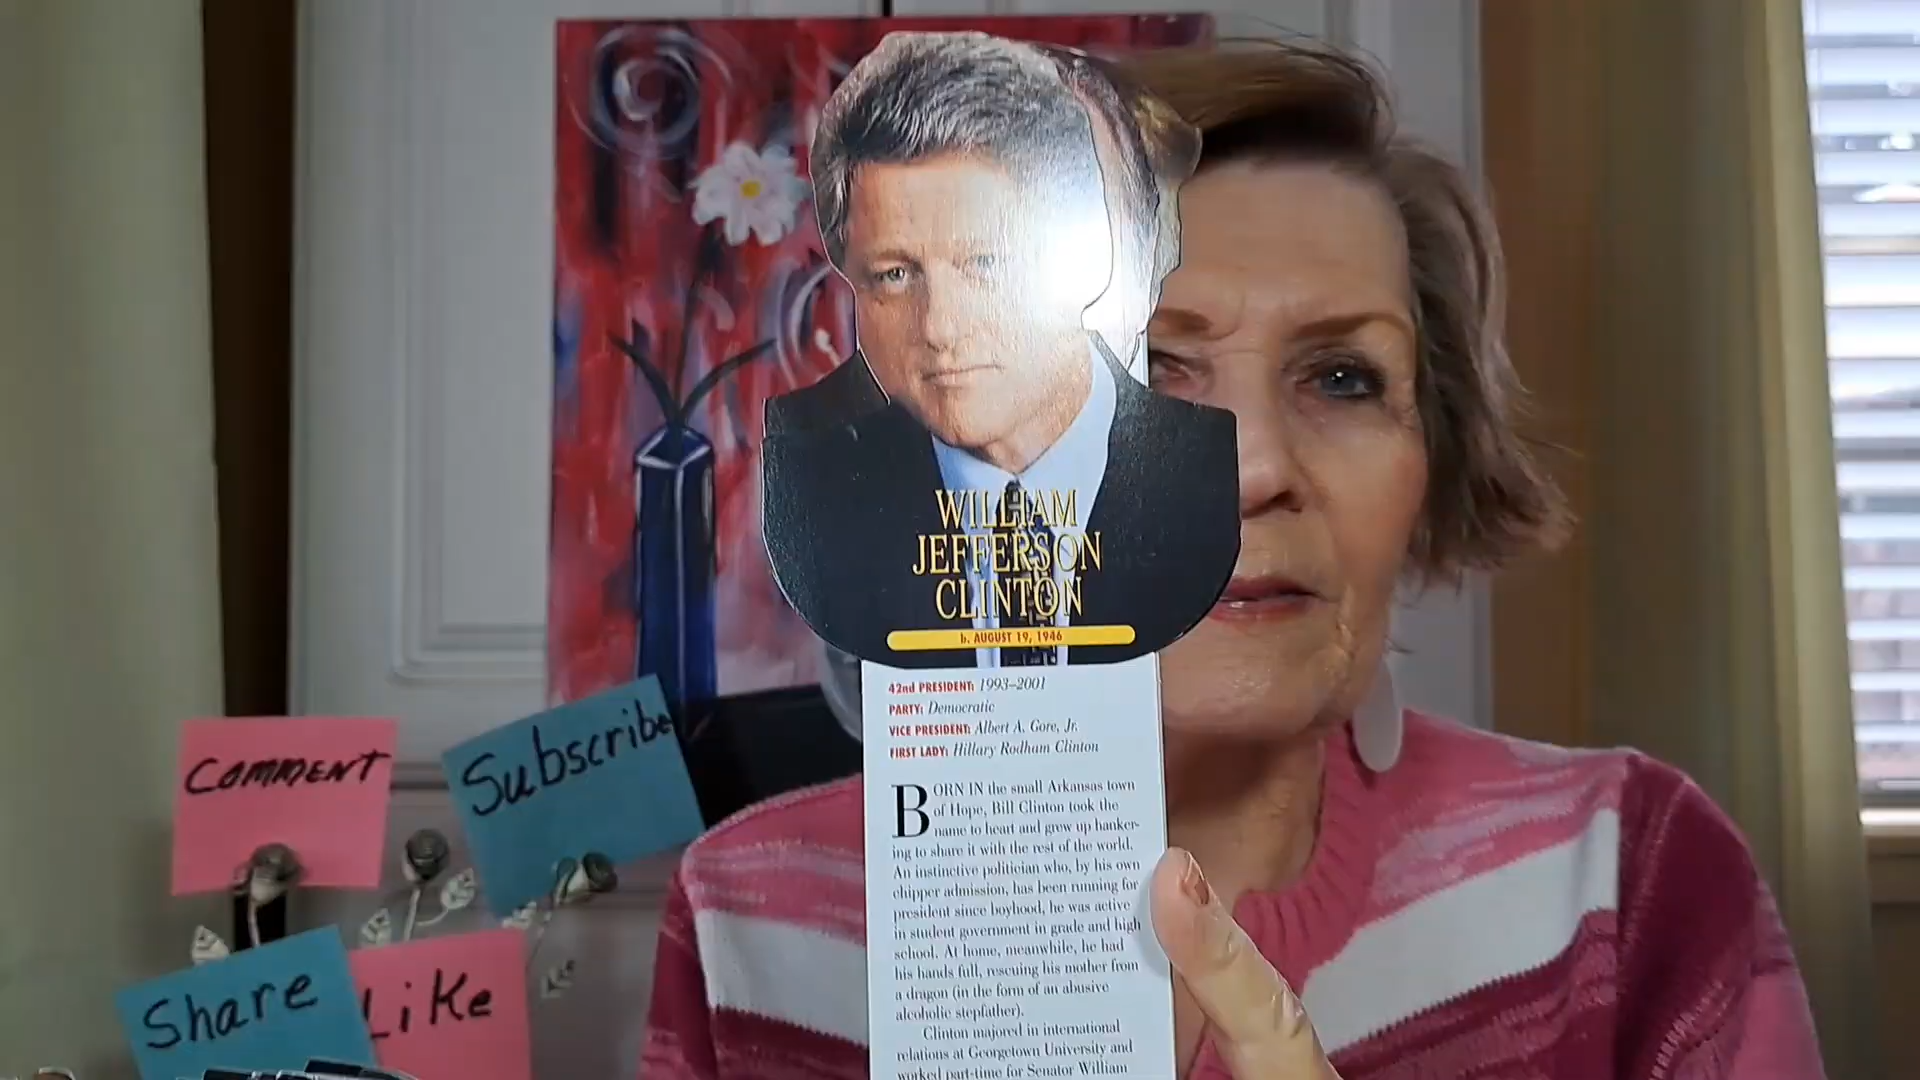 WILLIAM
JEFFERSON
CLINTON
b. AUGUST 19, 1946
42nd PRESIDENT: 1993–2001
PARTY: Democratic
VICE PRESIDENT: Albert A. Gore, Jr.
FIRST LADY: Hillary Rodham Clinton
BORN IN the small Arkansas town
of Hope, Bill Clinton took the
name to heart and grew up hanker-
ing to share it with the rest of the world.
An instinctive politician who, by his own
chipper admission, has been running for
president since boyhood, he was active
in student government in grade and high
school. At home, meanwhile, he had
his hands full, rescuing his mother from
a dragon (in the form of an abusive
alcoholic stepfather).
Clinton majored in international
relations at Georgetown University and
worked part-time for Senator William
COMMENT
Subscribe
Share
Like